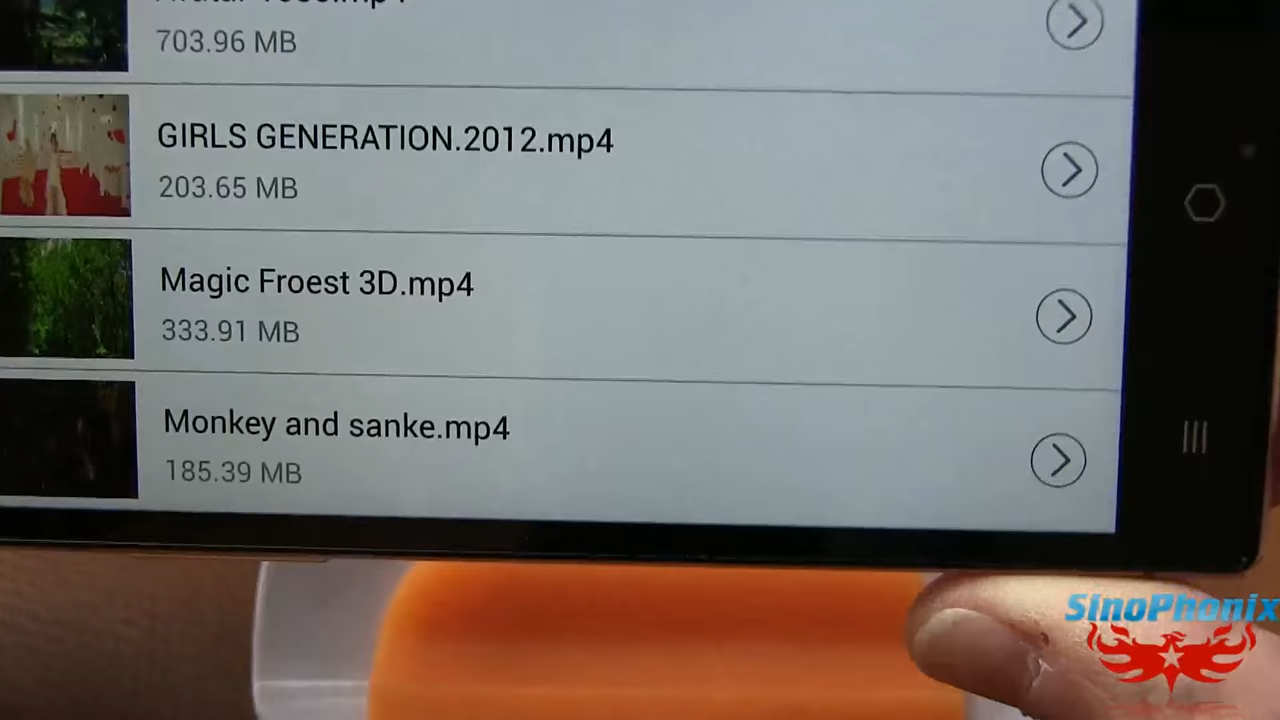 703.96 MB
GIRLS GENERATION.2012.mp4
203.65 MB
Magic Froest 3D.mp4
333.91 MB
Monkey and sanke.mp4
185.39 MB
SinoPhonix